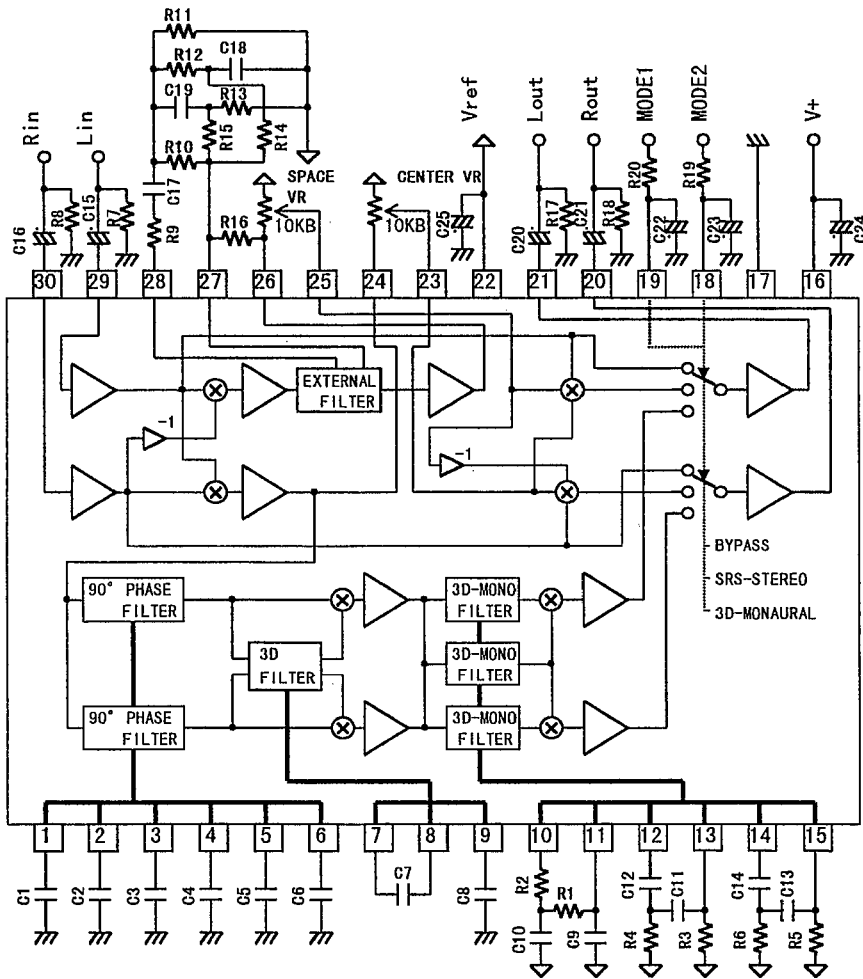 R11
R12
C18
C19
R13
R15
R14
R10
Rin
Lin
C17
SPACE
VR
10KB
CENTER VR
10KB
Vref
Lout
Rout
MODE1
MODE2
V+
C16
R8
C15
R7
R9
R16
C25
C20
R17
C21
R18
R20
C22
R19
C23
C24
30 29 28 27 26 25 24 23 22 21 20 19 18 17 16
EXTERNAL
FILTER
-1
-1
BYPASS
SRS-STEREO
3D-MONAURAL
90° PHASE
FILTER
3D-MONO
FILTER
3D
FILTER
3D-MONO
FILTER
90° PHASE
FILTER
3D-MONO
FILTER
1 2 3 4 5 6 7 8 9 10 11 12 13 14 15
C1
C2
C3
C4
C5
C6
C7
C8
R2
R1
C10
C9
C12
C11
R4
R3
C14
C13
R6
R5